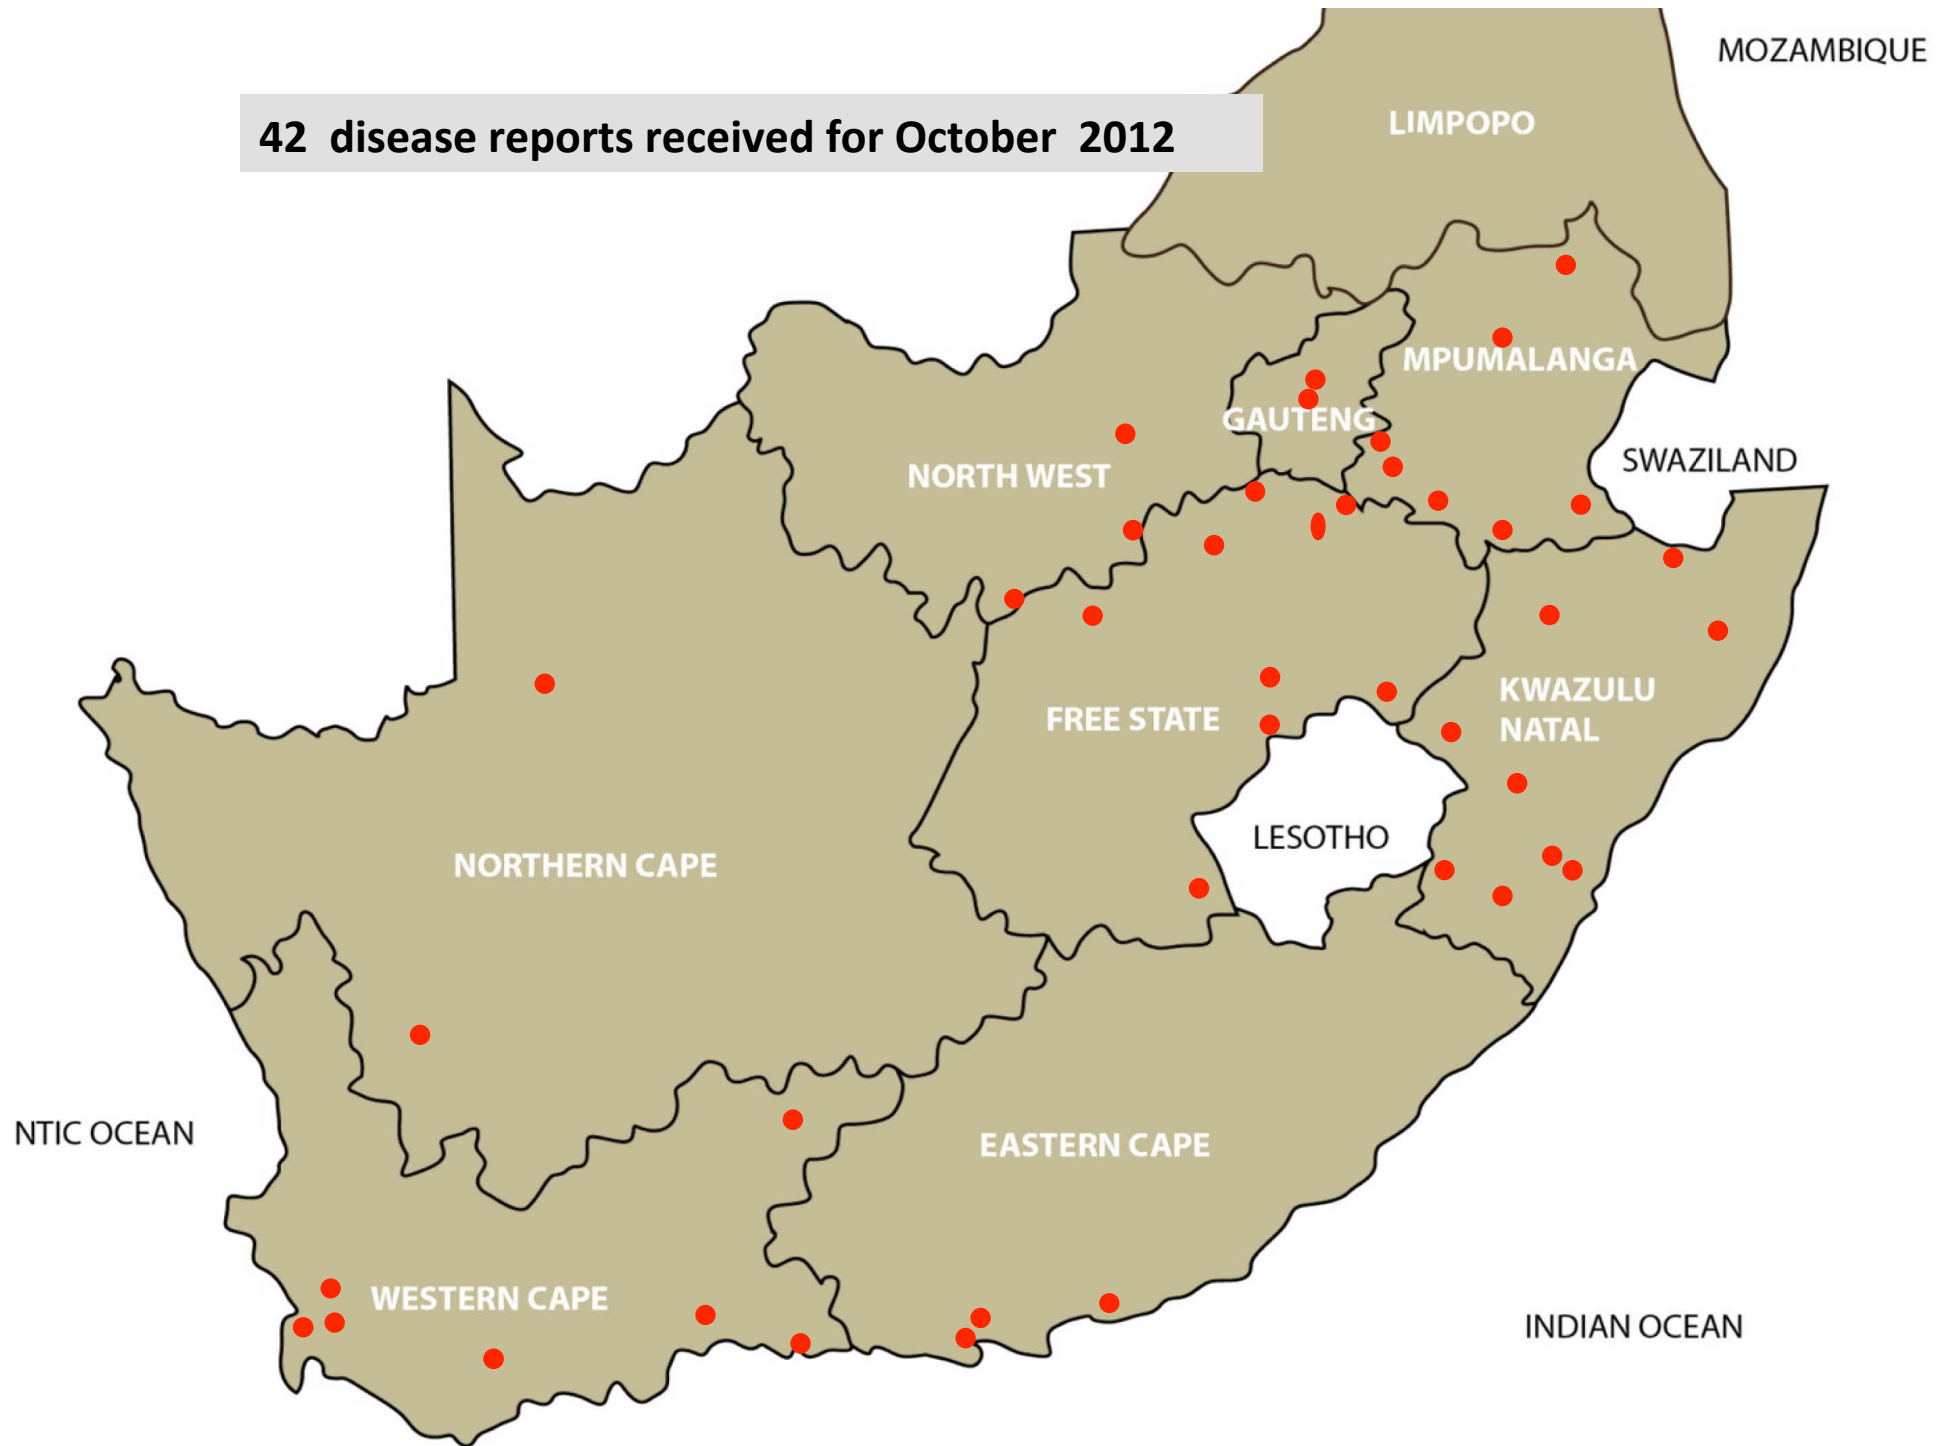 MOZAMBIQUE
LIMPOPO
42 disease reports received for October 2012
MPUMALANGA
GAUTENG
SWAZILAND
NORTH WEST
KWAZULU
NATAL
FREE STATE
LESOTHO
NORTHERN CAPE
NTIC OCEAN
EASTERN CAPE
WESTERN CAPE
INDIAN OCEAN